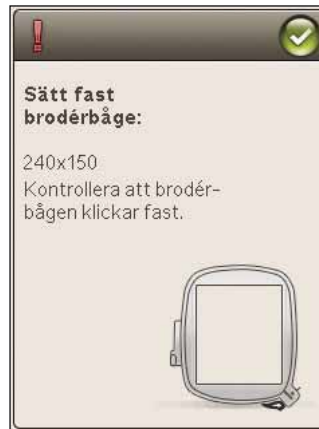 Sätt fast
brodérbåge:
240x150
Kontrollera att brodér-
bågen klickar fast.